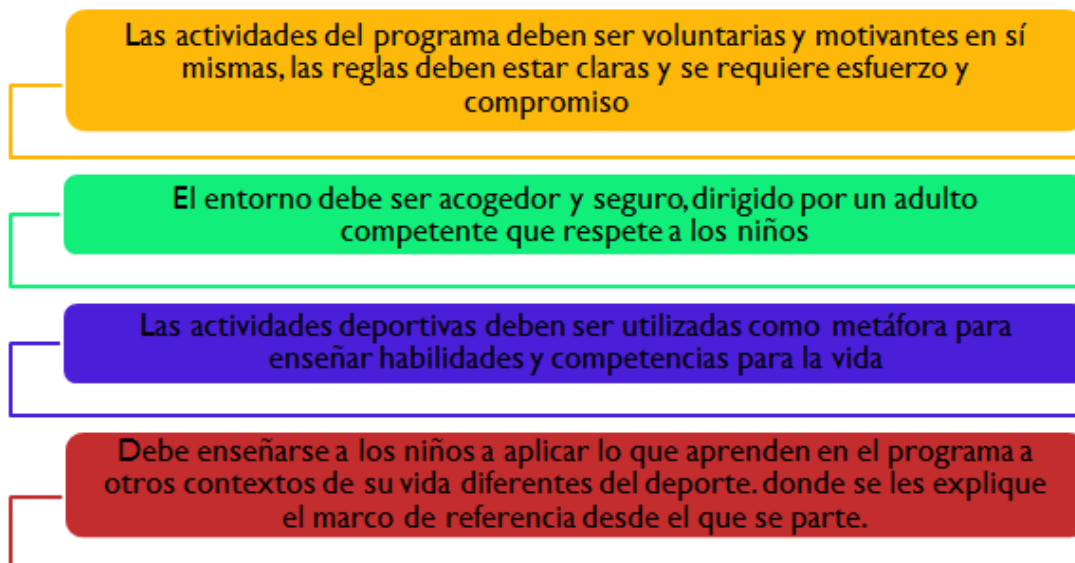 Las actividades del programa deben ser voluntarias y motivantes en sí
mismas, las reglas deben estar claras y se requiere esfuerzo y
compromiso
El entorno debe ser acogedor y seguro, dirigido por un adulto
competente que respete a los niños
Las actividades deportivas deben ser utilizadas como metáfora para
enseñar habilidades y competencias para la vida
Debe enseñarse a los niños a aplicar lo que aprenden en el programa a
otros contextos de su vida diferentes del deporte. donde se les explique
el marco de referencia desde el que se parte.